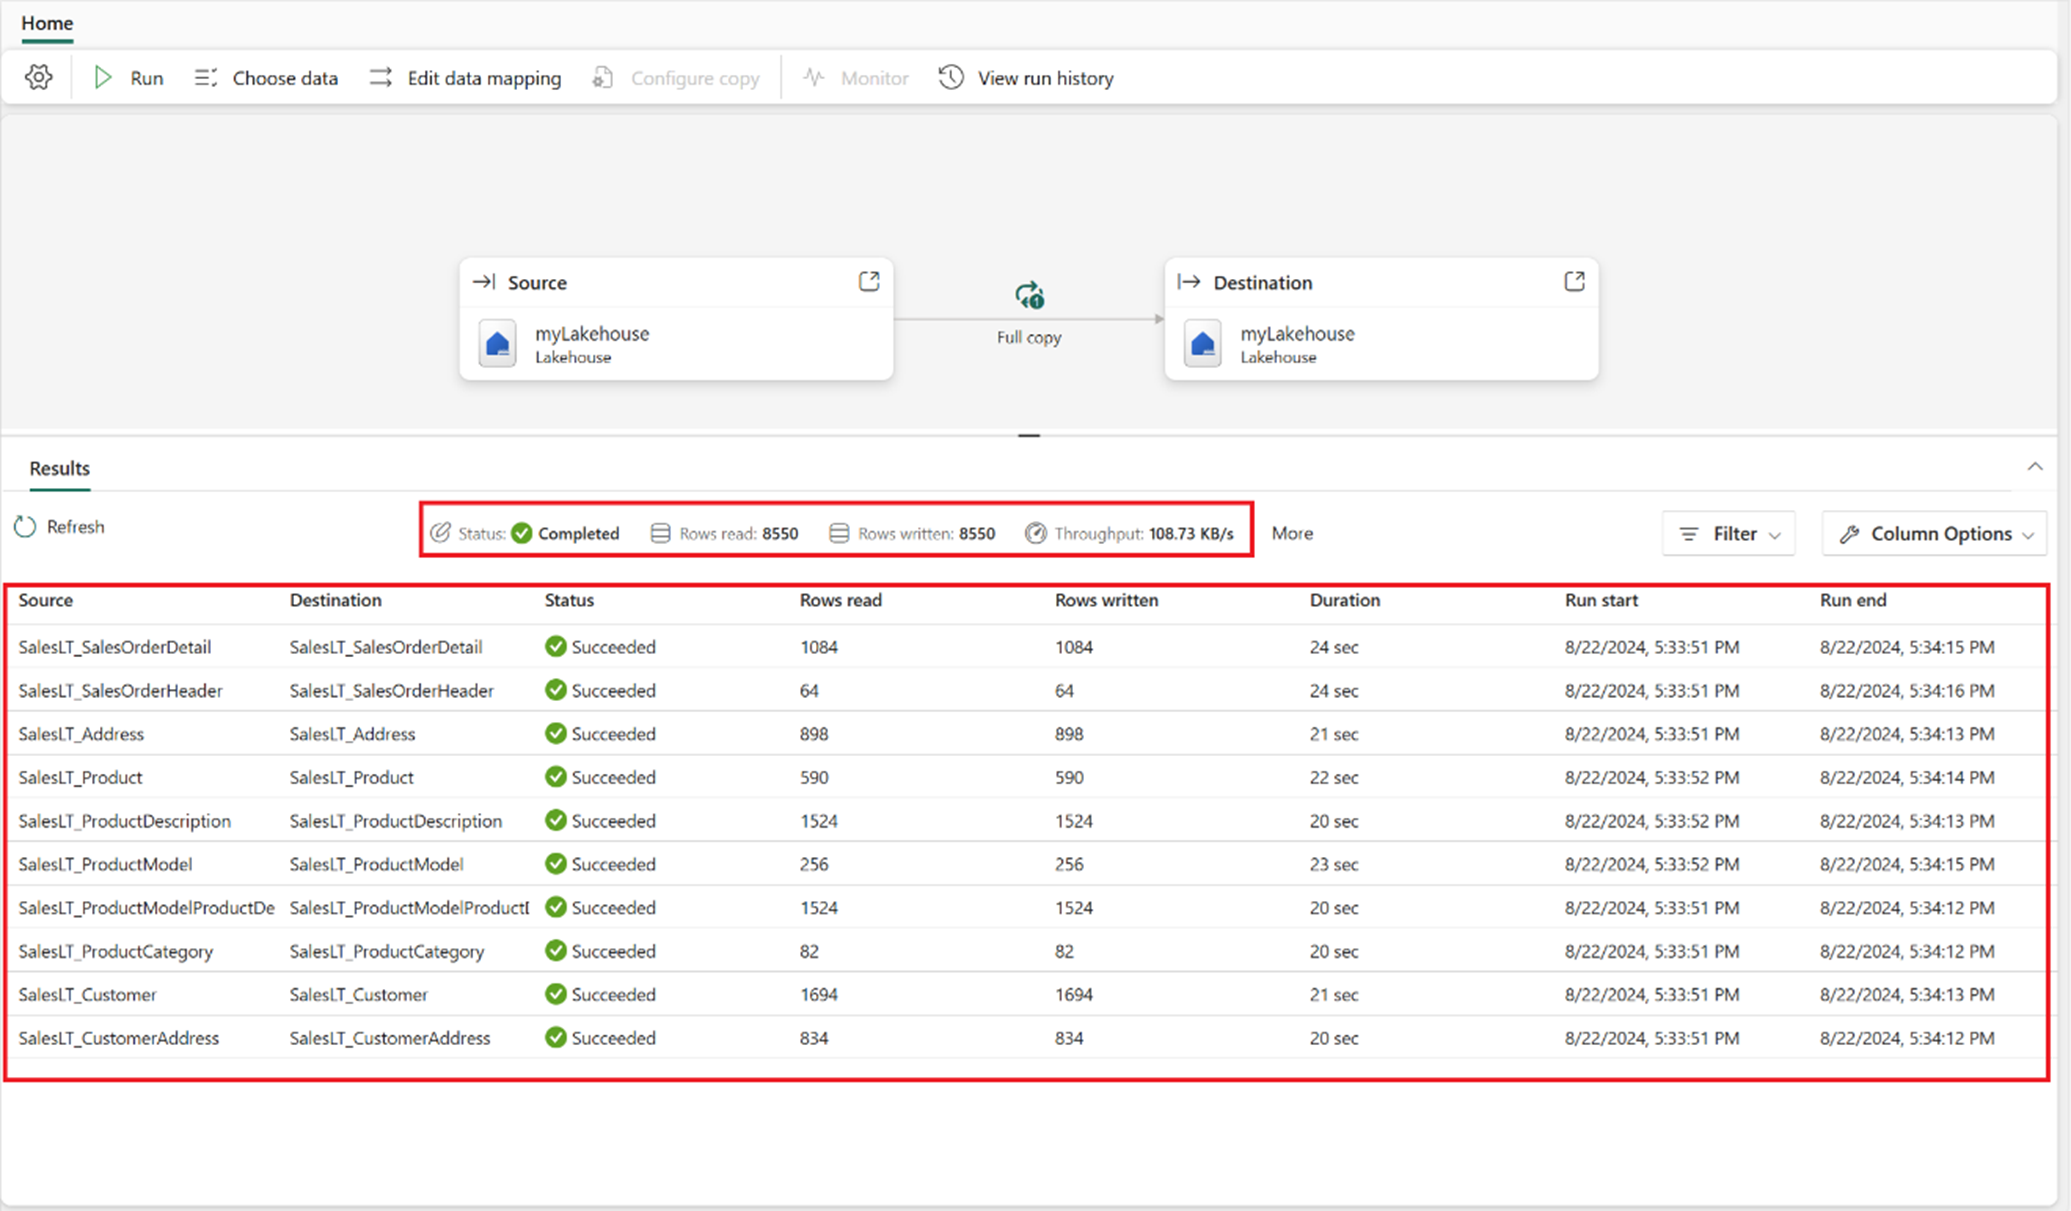 Home
Run Choose data Edit data mapping Configure copy Monitor View run history
Source
myLakehouse
Lakehouse
1
Full copy
Destination
myLakehouse
Lakehouse
Results
Refresh Status: Completed Rows read: 8550 Rows written: 8550 Throughput: 108.73 KB/s More Filter Column Options
Source Destination Status Rows read Rows written Duration Run start Run end
SalesLT_SalesOrderDetail SalesLT_SalesOrderDetail Succeeded 1084 1084 24 sec 8/22/2024, 5:33:51 PM 8/22/2024, 5:34:15 PM
SalesLT_SalesOrderHeader SalesLT_SalesOrderHeader Succeeded 64 64 24 sec 8/22/2024, 5:33:51 PM 8/22/2024, 5:34:16 PM
SalesLT_Address SalesLT_Address Succeeded 898 898 21 sec 8/22/2024, 5:33:51 PM 8/22/2024, 5:34:13 PM
SalesLT_Product SalesLT_Product Succeeded 590 590 22 sec 8/22/2024, 5:33:52 PM 8/22/2024, 5:34:14 PM
SalesLT_ProductDescription SalesLT_ProductDescription Succeeded 1524 1524 20 sec 8/22/2024, 5:33:52 PM 8/22/2024, 5:34:13 PM
SalesLT_ProductModel SalesLT_ProductModel Succeeded 256 256 23 sec 8/22/2024, 5:33:52 PM 8/22/2024, 5:34:15 PM
SalesLT_ProductModelProductDe SalesLT_ProductModelProductD Succeeded 1524 1524 20 sec 8/22/2024, 5:33:51 PM 8/22/2024, 5:34:12 PM
SalesLT_ProductCategory SalesLT_ProductCategory Succeeded 82 82 20 sec 8/22/2024, 5:33:51 PM 8/22/2024, 5:34:12 PM
SalesLT_Customer SalesLT_Customer Succeeded 1694 1694 21 sec 8/22/2024, 5:33:51 PM 8/22/2024, 5:34:13 PM
SalesLT_CustomerAddress SalesLT_CustomerAddress Succeeded 834 834 20 sec 8/22/2024, 5:33:51 PM 8/22/2024, 5:34:12 PM